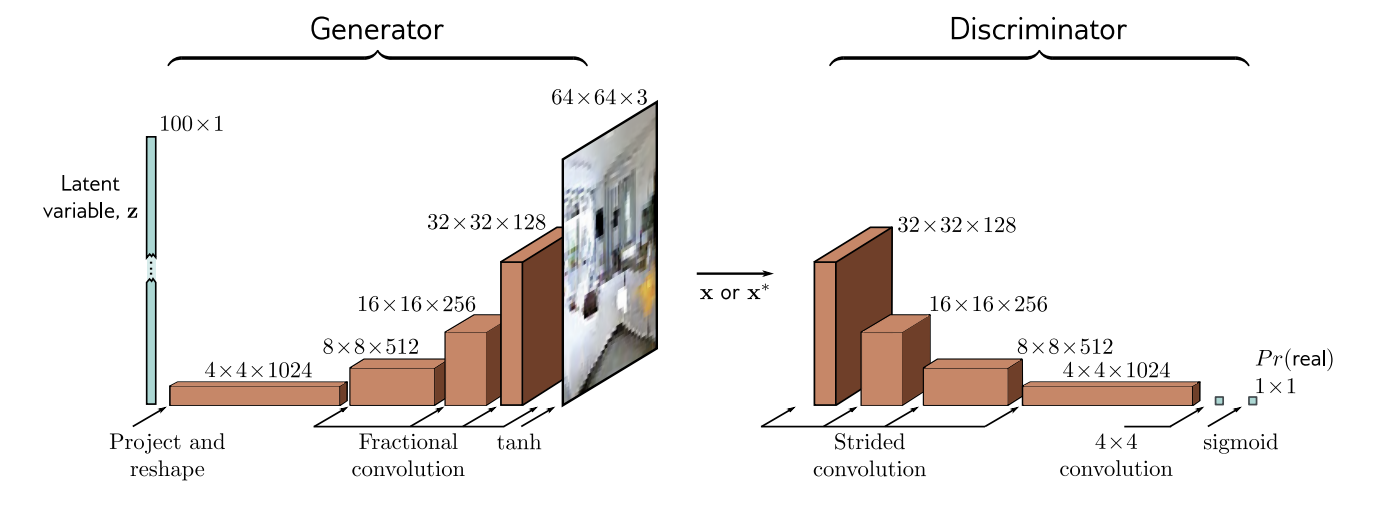 Generator
Discriminator
64×64×3
100×1
Latent
variable, z
32×32×128
16×16×256
8×8×512
4×4×1024
Project and
reshape
Fractional
convolution
tanh
x or x*
32×32×128
16×16×256
8×8×512
4×4×1024
Pr(real)
1×1
Strided
convolution
4×4
convolution
sigmoid